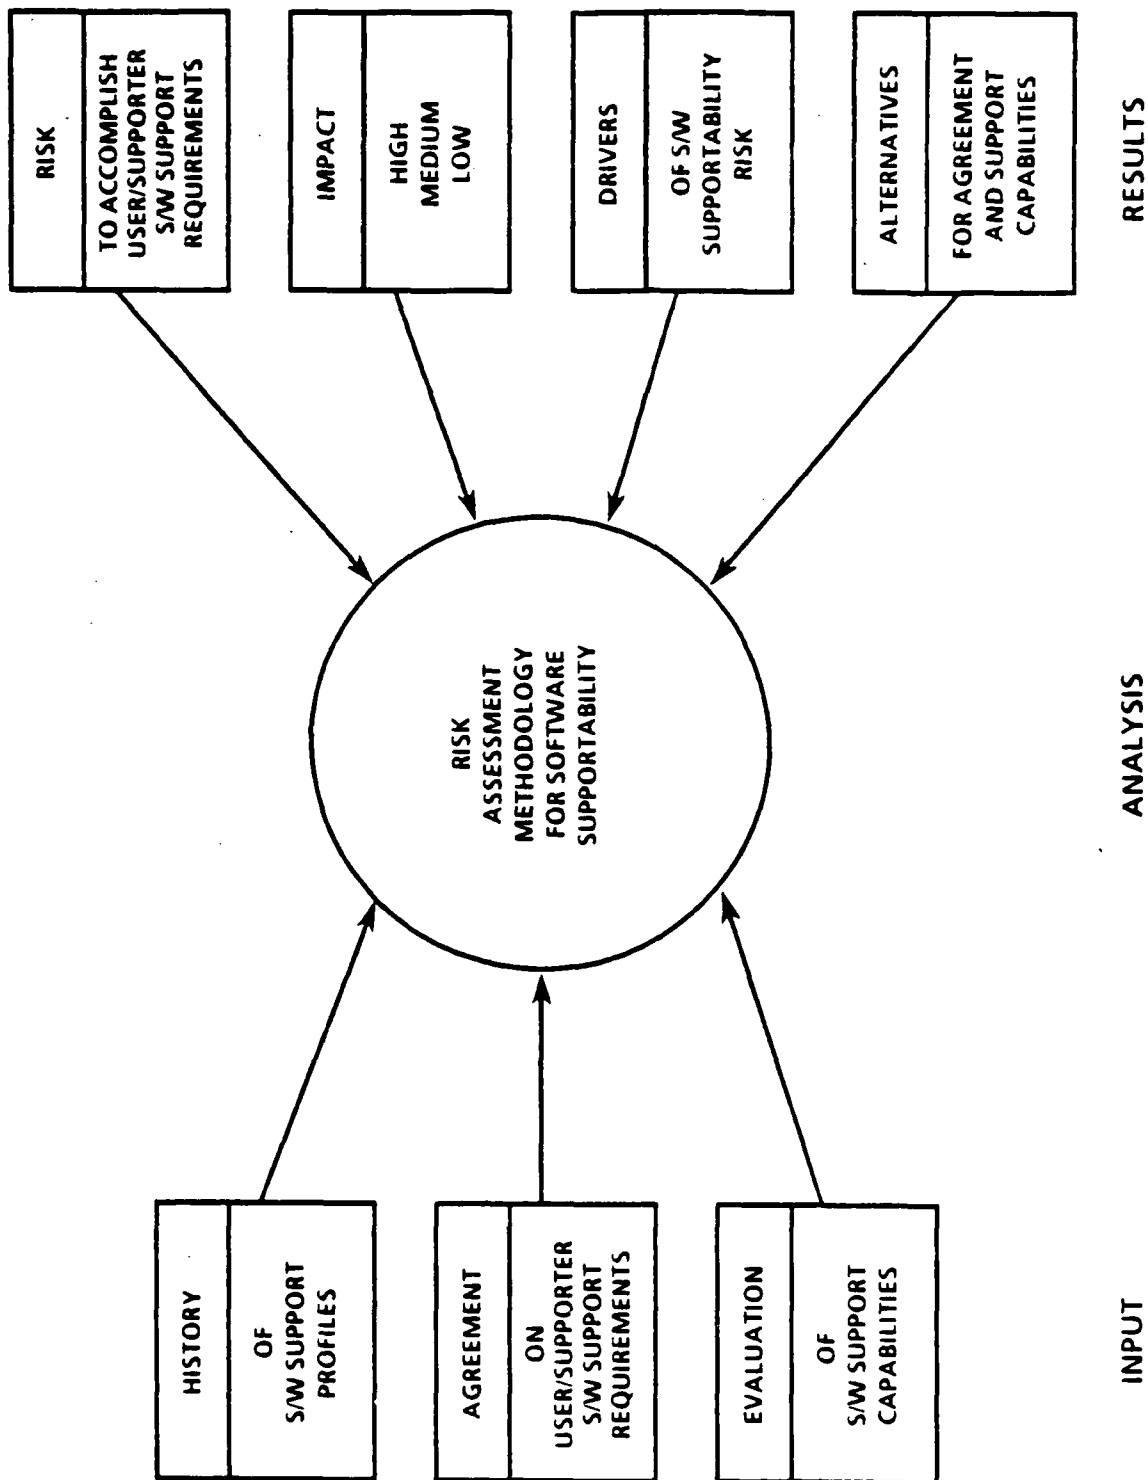 HISTORY
OF
S/W SUPPORT
PROFILES
AGREEMENT
ON
USER/SUPPORTER
S/W SUPPORT
REQUIREMENTS
EVALUATION
OF
S/W SUPPORT
CAPABILITIES
INPUT
RISK
ASSESSMENT
METHODOLOGY
FOR SOFTWARE
SUPPORTABILITY
ANALYSIS
RISK
TO ACCOMPLISH
USER/SUPPORTER
S/W SUPPORT
REQUIREMENTS
IMPACT
HIGH
MEDIUM
LOW
DRIVERS
OF S/W
SUPPORTABILITY
RISK
ALTERNATIVES
FOR AGREEMENT
AND SUPPORT
CAPABILITIES
RESULTS